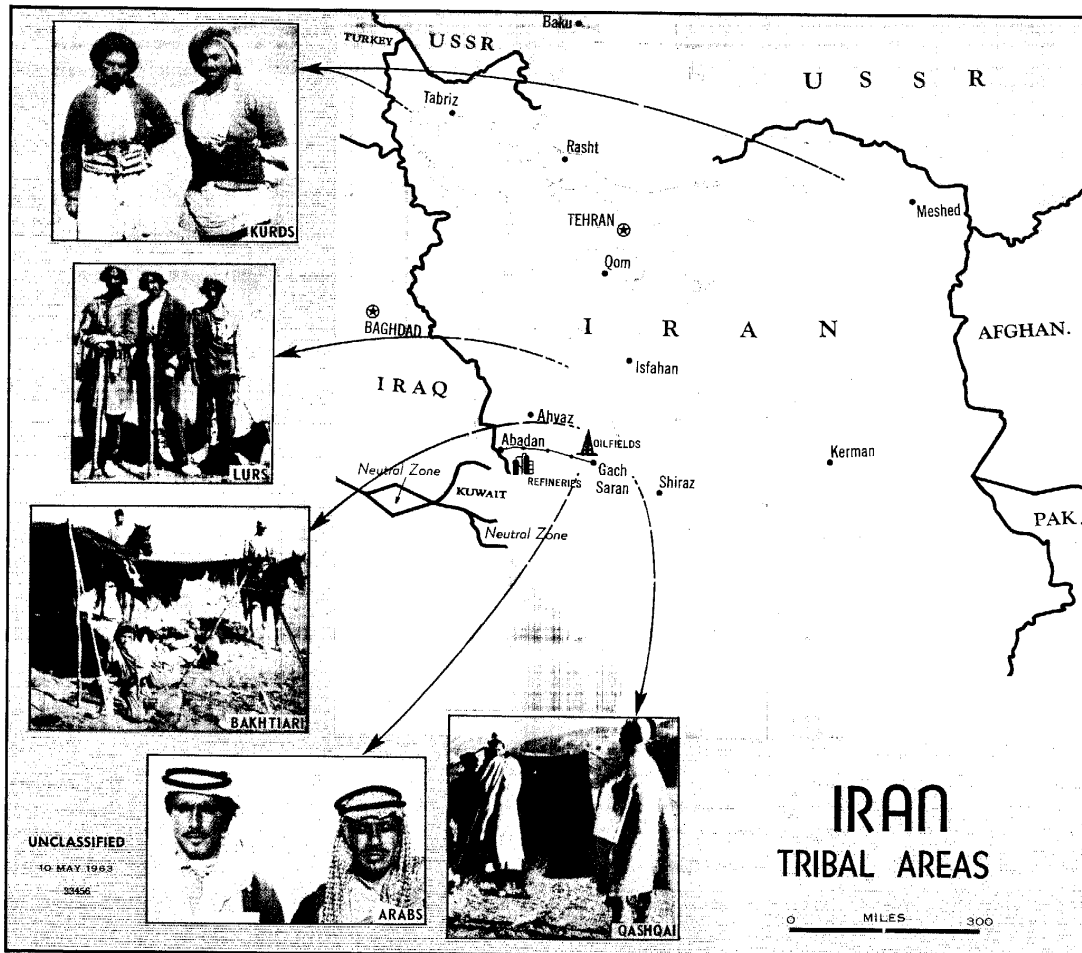 Baku
TURKEY
USSR
USSR
Tabriz
Rasht
Meshed
KURDS
TEHRAN
Qom
BAGHDAD
IRAN
AFGHAN.
Isfahan
IRAQ
LURS
Ahvaz
Abadan
OILFIELDS
Kerman
Neutral Zone
REFINERIES
Gach
Saran
Shiraz
KUWAIT
PAK.
Neutral Zone
BAKHTIARI
UNCLASSIFIED
10 MAY 1963
33456
ARABS
QASHQAI
IRAN
TRIBAL AREAS
0 MILES 300